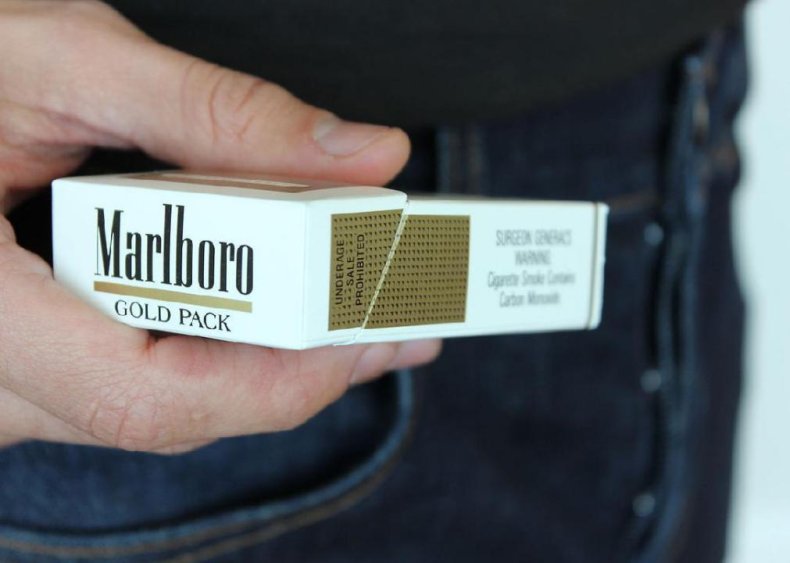 Marlboro
GOLD PACK
UNDERAGE
SALE
PROHIBITED
SURGEON GENERAL'S
WARNING:
Cigarette Smoke Contains
Carbon Monoxide.